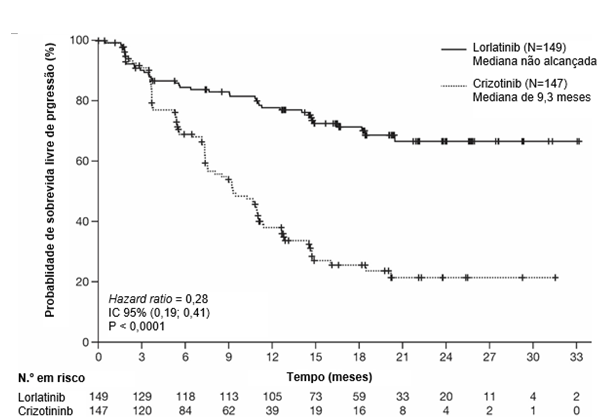 Probablidade de sobrevida livre de prgressão (%)
100
80
60
40
20
0
Lorlatinib (N=149)
Mediana não alcançada
Crizotinib (N=147)
Mediana de 9,3 meses
Hazard ratio = 0,28
IC 95% (0,19; 0,41)
P < 0,0001
0 3 6 9 12 15 18 21 24 27 30 33
Tempo (meses)
N.º em risco
Lorlatinib 149 129 118 113 105 73 59 33 20 11 4 2
Crizotininb 147 120 84 62 39 19 16 8 4 2 1 0